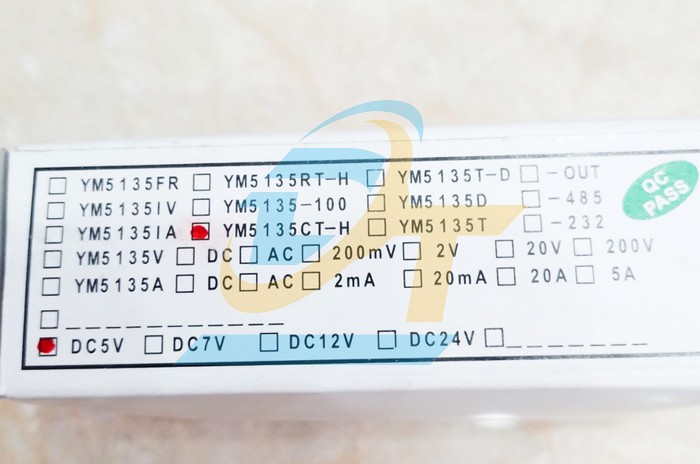 YM5135FR YM5135RT-H YM5135T-D -OUT
YM5135IV YM5135-100 YM5135D -485
YM5135IA YM5135CT-H YM5135T -232
YM5135V DC AC 200mV 2V 20V 200V
YM5135A DC AC 2mA 20mA 20A 5A
DC5V DC7V DC12V DC24V
QC
PASS